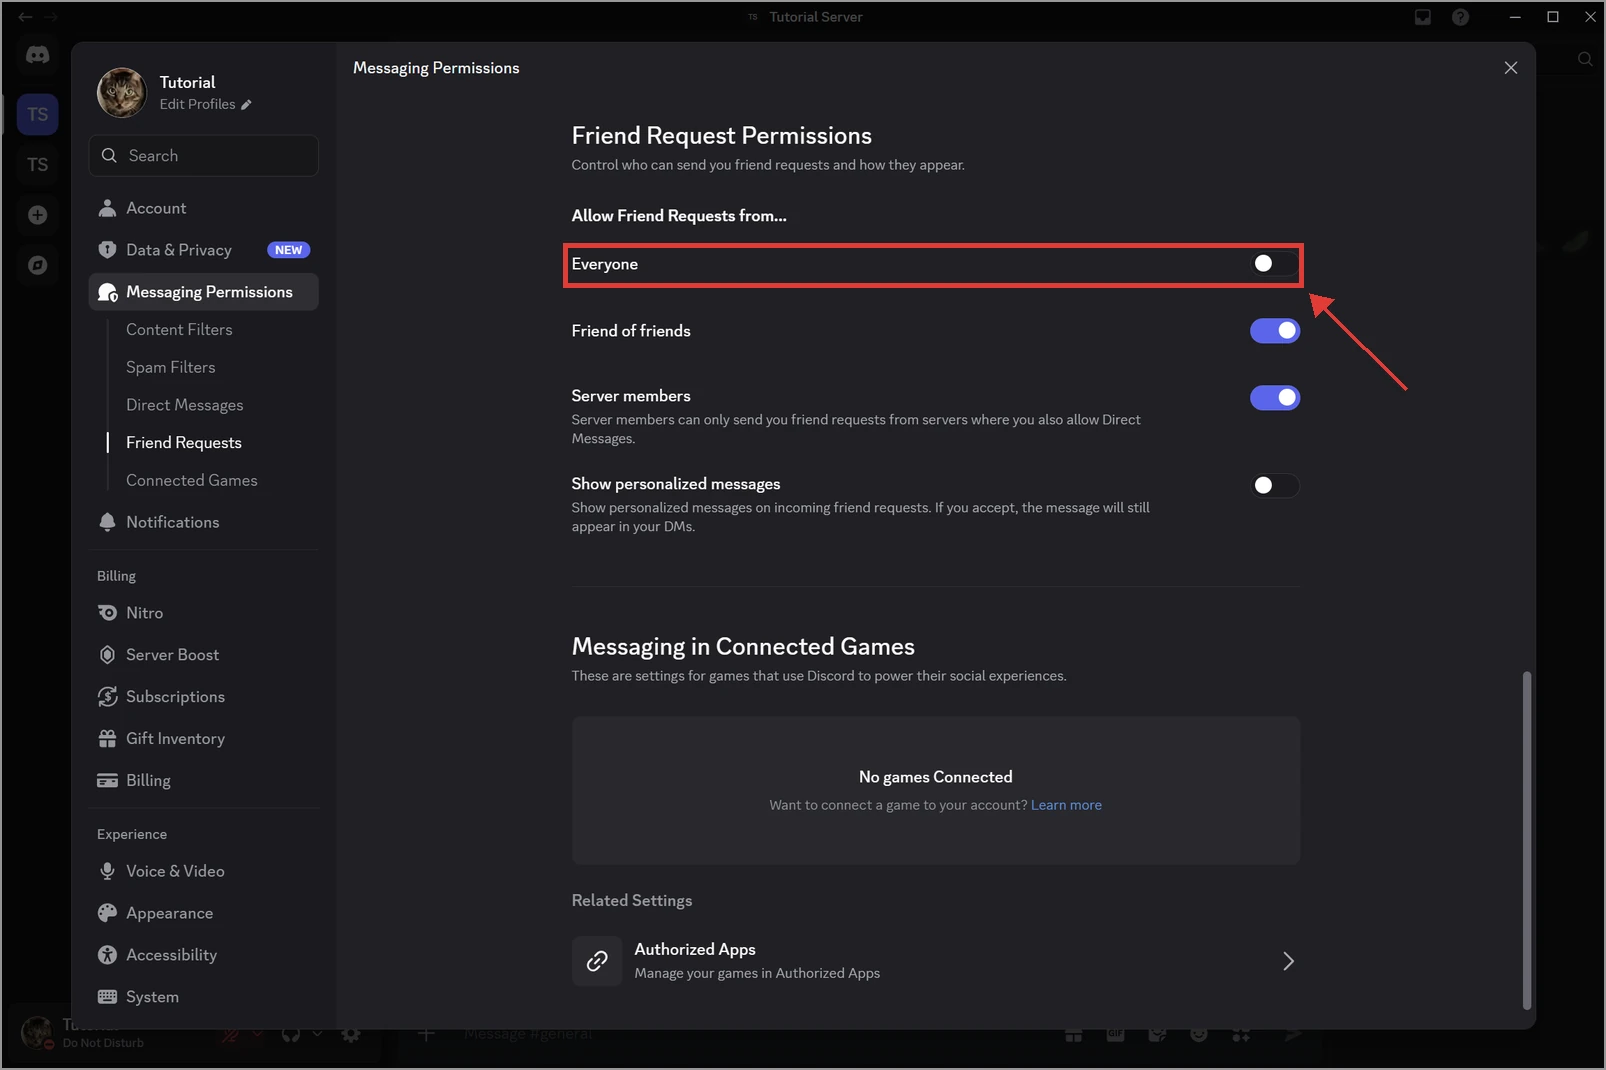 TS Tutorial Server
TS
TS
Tutorial
Edit Profiles
Search
Account
Data & Privacy NEW
Messaging Permissions
Content Filters
Spam Filters
Direct Messages
Friend Requests
Connected Games
Notifications
Billing
Nitro
Server Boost
Subscriptions
Gift Inventory
Billing
Experience
Voice & Video
Appearance
Accessibility
System
Messaging Permissions
Friend Request Permissions
Control who can send you friend requests and how they appear.
Allow Friend Requests from...
Everyone
Friend of friends
Server members
Server members can only send you friend requests from servers where you also allow Direct
Messages.
Show personalized messages
Show personalized messages on incoming friend requests. If you accept, the message will still
appear in your DMs.
Messaging in Connected Games
These are settings for games that use Discord to power their social experiences.
No games Connected
Want to connect a game to your account? Learn more
Related Settings
Authorized Apps
Manage your games in Authorized Apps
Tutorial
Do Not Disturb
Message #general
GIF